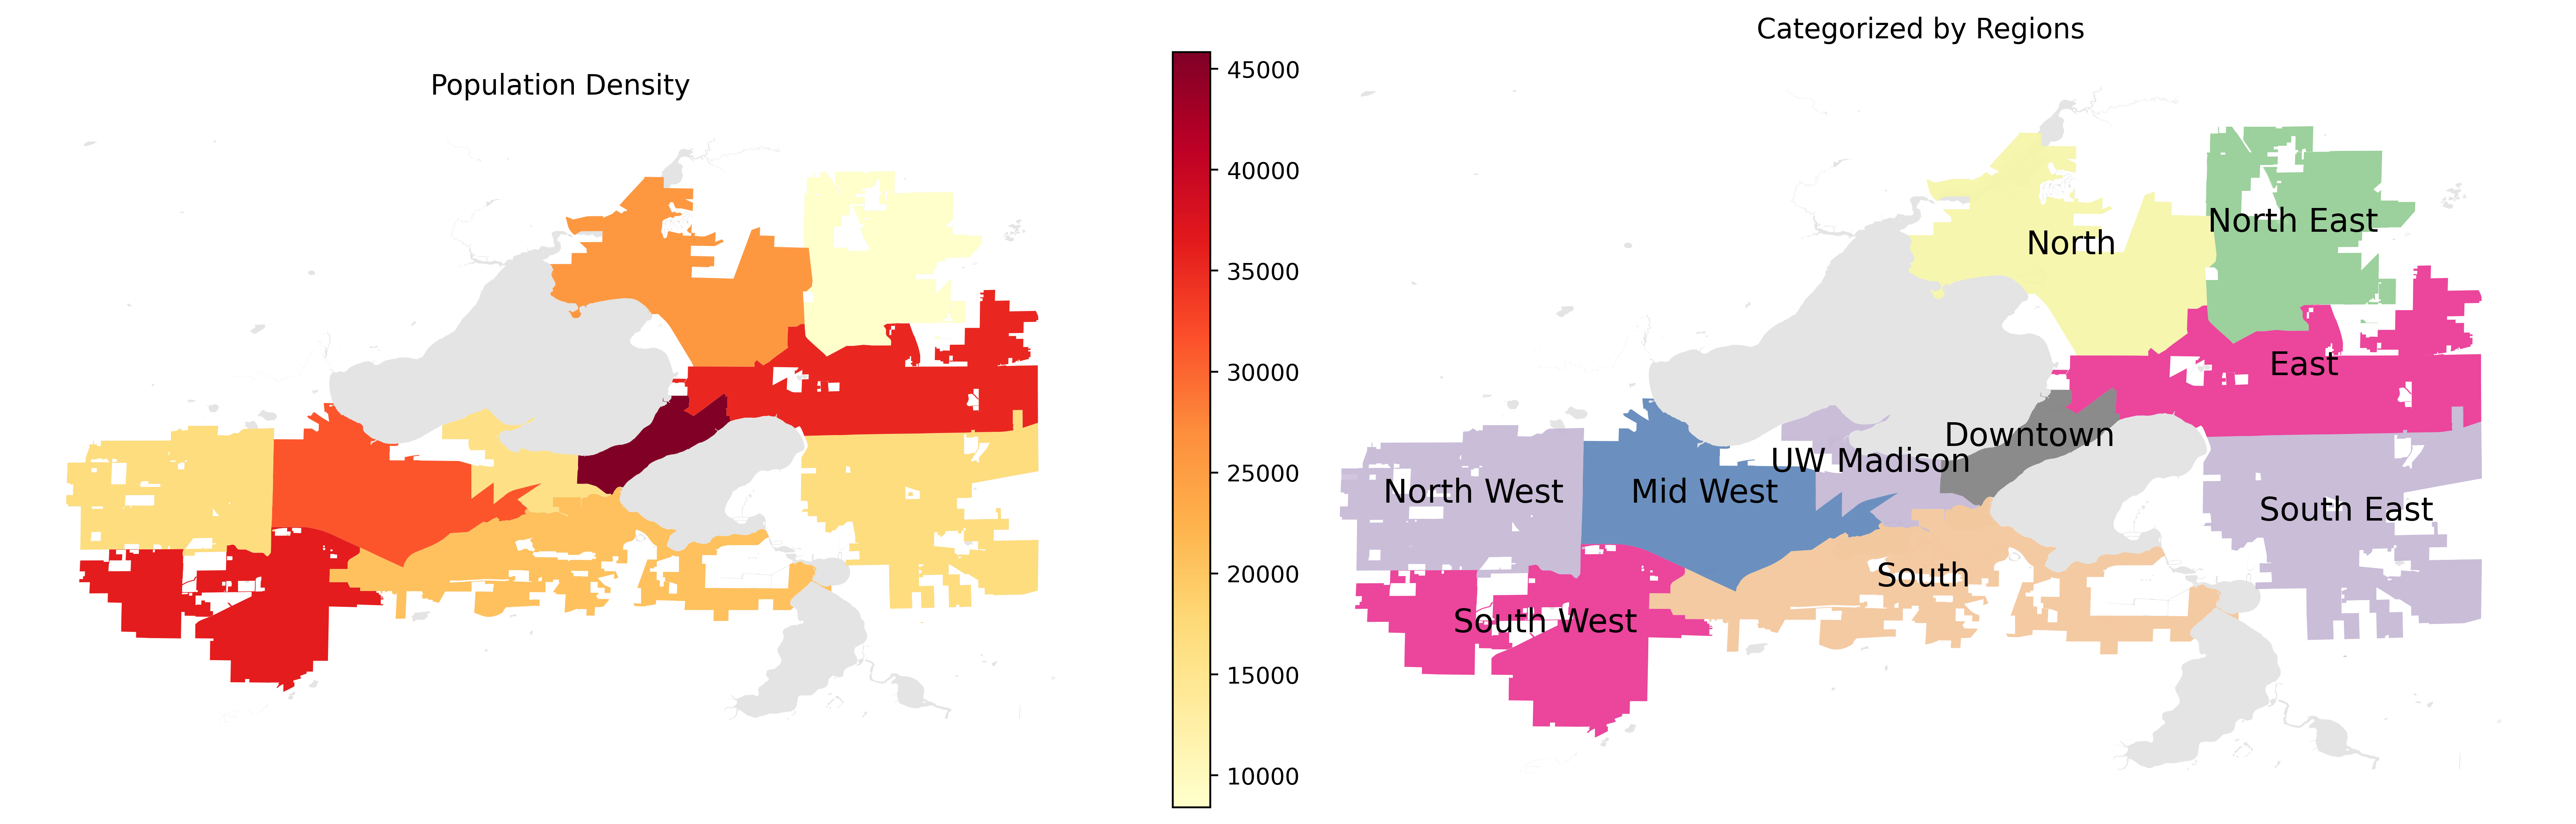 Population Density
45000
40000
35000
30000
25000
20000
15000
10000
Categorized by Regions
North East
North
East
Downtown
UW Madison
North West
Mid West
South East
South
South West